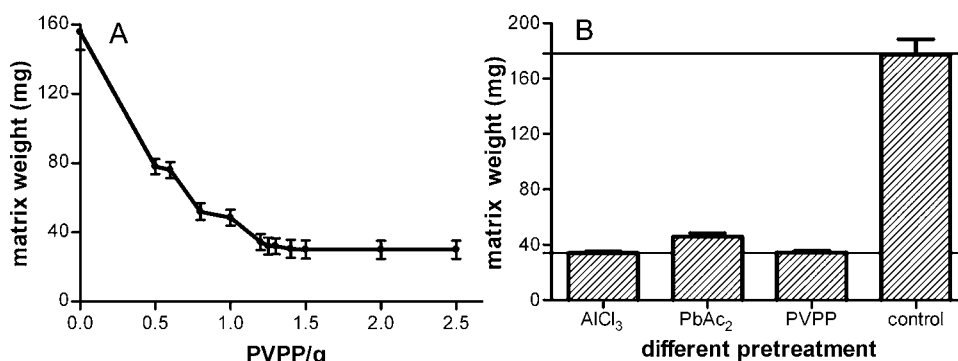 A
matrix weight (mg)
160
120
80
40
0
0.0 0.5 1.0 1.5 2.0 2.5
PVPP/g
B
matrix weight (mg)
200
160
120
80
40
0
AlCl₃ PbAc₂ PVPP control
different pretreatment